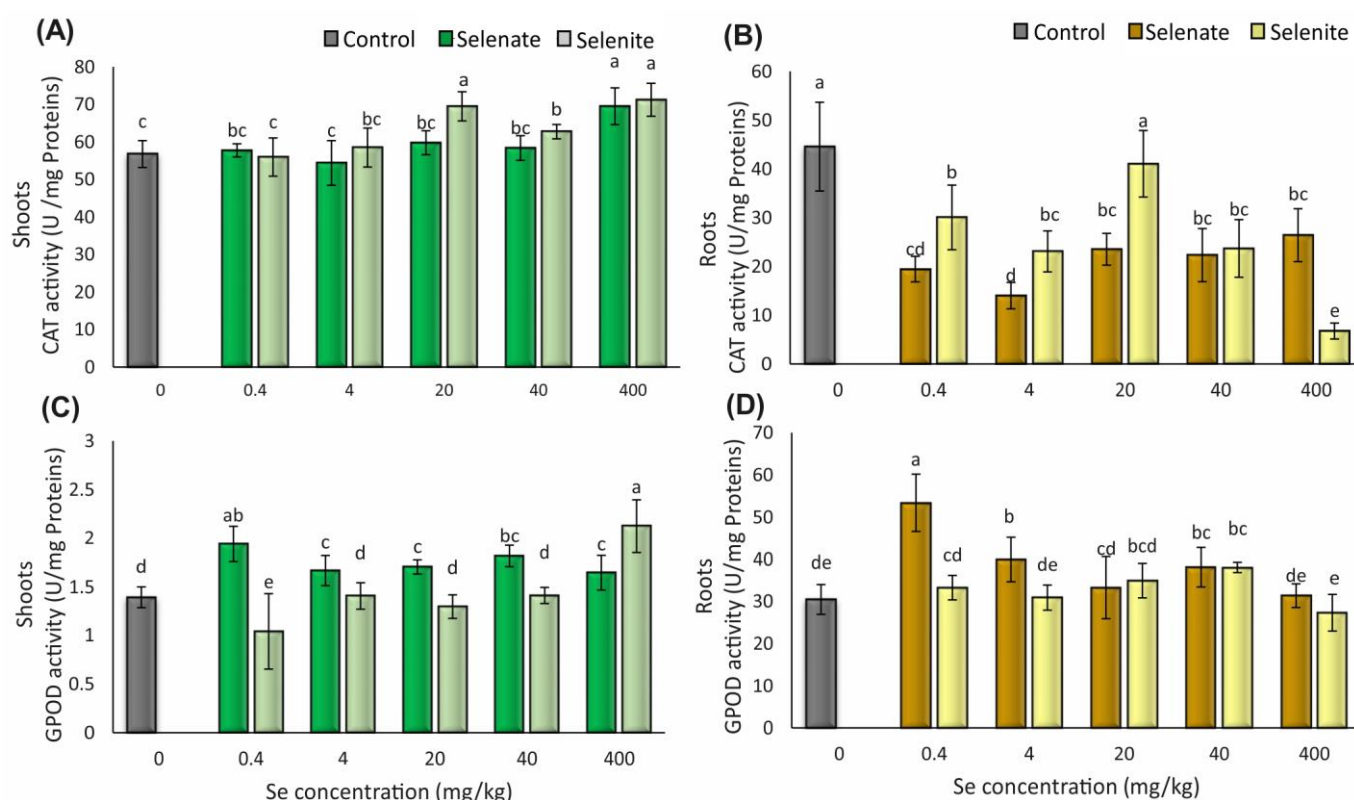 (A)
Control Selenate Selenite
Shoots
CAT activity (U /mg Proteins)
80
70
60
50
40
30
20
10
0
c bc c c bc bc a bc b a a
0 0.4 4 20 40 400
(B)
Control Selenate Selenite
Roots
CAT activity (U/mg Proteins)
60
50
40
30
20
10
0
a cd b d bc bc a bc bc bc e
0 0.4 4 20 40 400
(C)
Shoots
GPOD activity (U/mg Proteins)
3
2.5
2
1.5
1
0.5
0
d ab e c d c d bc d c a
0 0.4 4 20 40 400
Se concentration (mg/kg)
(D)
Roots
GPOD activity (U/mg Proteins)
70
60
50
40
30
20
10
0
de a cd b de cd bcd bc bc de e
0 0.4 4 20 40 400
Se concentration (mg/kg)